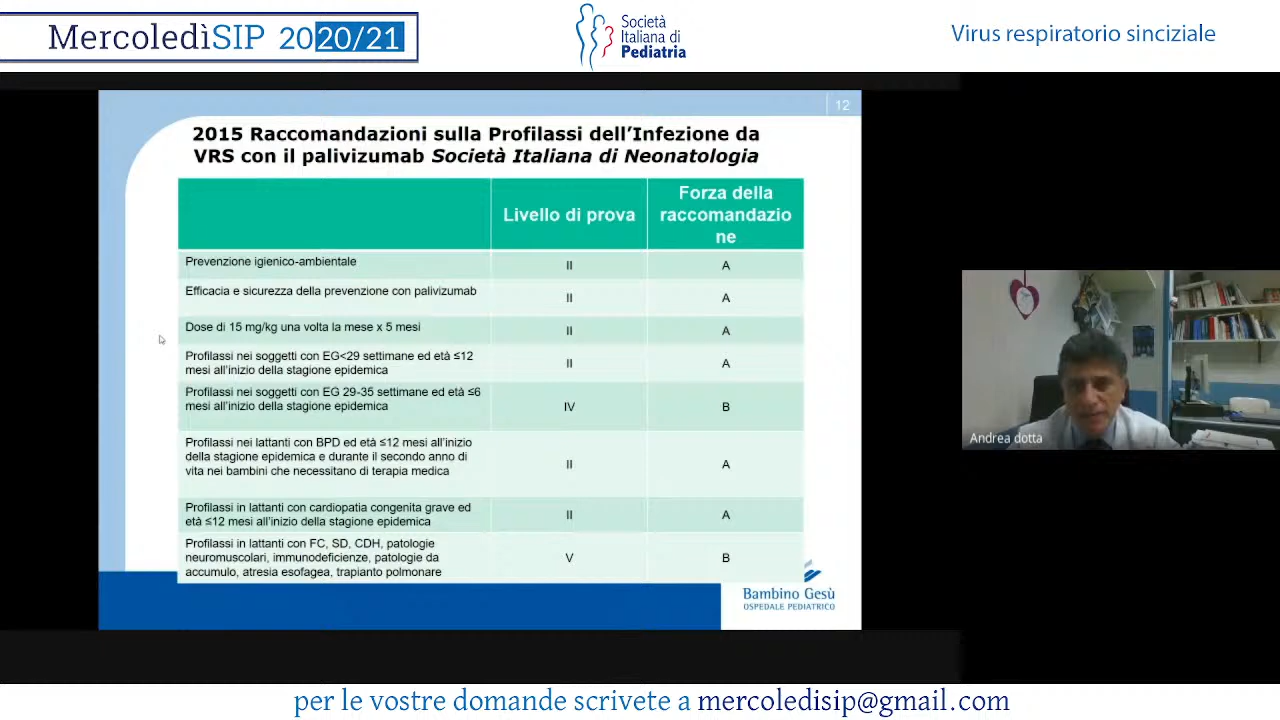 MercoledìSIP 2020/21
Società
Italiana di
Pediatria
Virus respiratorio sinciziale
12
2015 Raccomandazioni sulla Profilassi dell'Infezione da
VRS con il palivizumab Società Italiana di Neonatologia
Livello di prova
Forza della
raccomandazio
ne
Prevenzione igienico-ambientale
II
A
Efficacia e sicurezza della prevenzione con palivizumab
II
A
Dose di 15 mg/kg una volta la mese x 5 mesi
II
A
Profilassi nei soggetti con EG<29 settimane ed età ≤12
mesi all'inizio della stagione epidemica
II
A
Profilassi nei soggetti con EG 29-35 settimane ed età ≤6
mesi all'inizio della stagione epidemica
IV
B
Profilassi nei lattanti con BPD ed età ≤12 mesi all'inizio
della stagione epidemica e durante il secondo anno di
vita nei bambini che necessitano di terapia medica
II
A
Profilassi in lattanti con cardiopatia congenita grave ed
età ≤12 mesi all'inizio della stagione epidemica
II
A
Profilassi in lattanti con FC, SD, CDH, patologie
neuromuscolari, immunodeficienze, patologie da
accumulo, atresia esofagea, trapianto polmonare
V
B
Bambino Gesù
OSPEDALE PEDIATRICO
Andrea dotta
per le vostre domande scrivete a mercoledisip@gmail.com